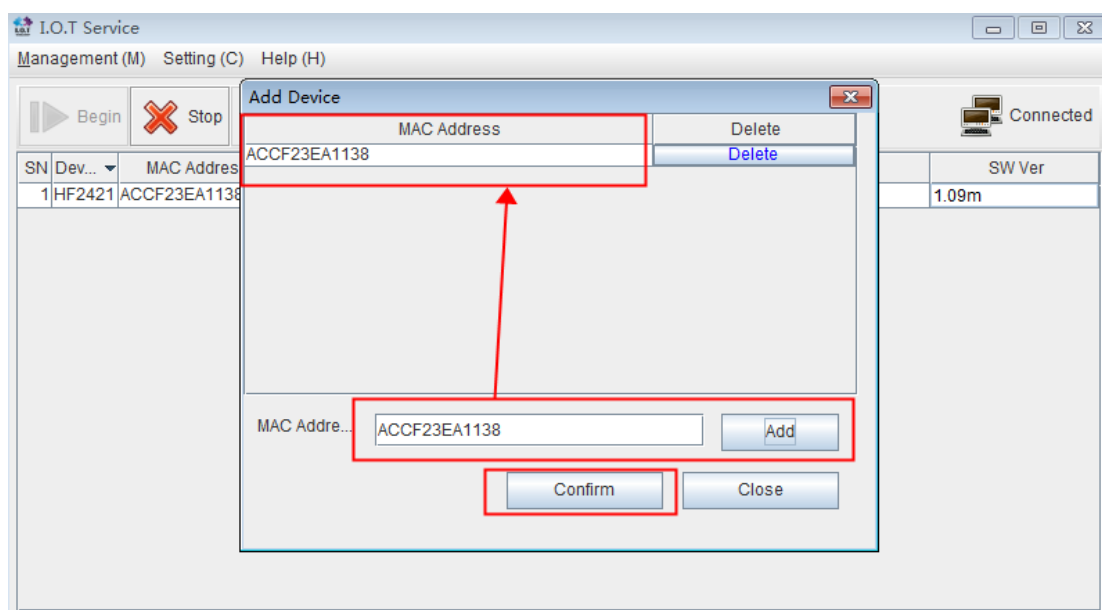 I.O.T Service
Management (M) Setting (C) Help (H)
Begin Stop Connected
Add Device
MAC Address Delete
ACCF23EA1138 Delete
SN Dev... MAC Addres SW Ver
1 HF2421 ACCF23EA1138 1.09m
MAC Addre... ACCF23EA1138 Add
Confirm Close